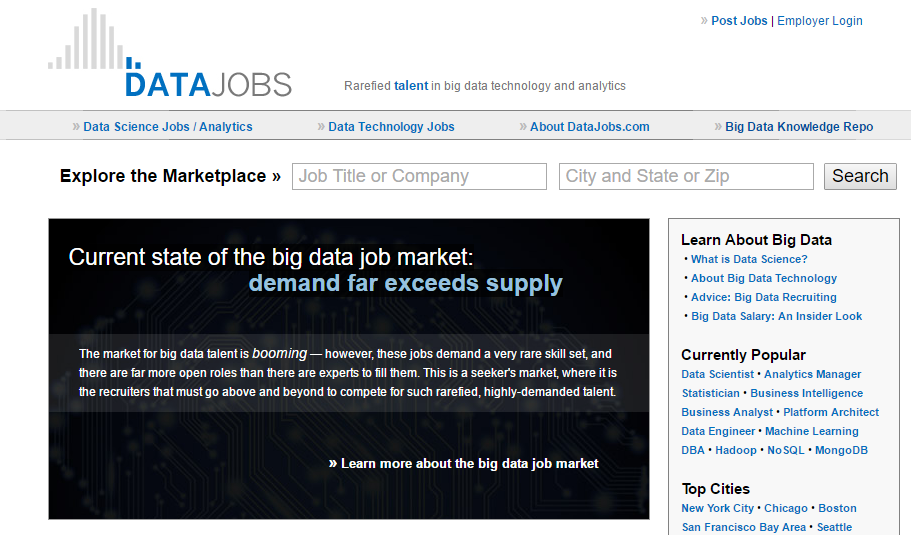 » Post Jobs | Employer Login
DATAJOBS
Rarefied talent in big data technology and analytics
» Data Science Jobs / Analytics » Data Technology Jobs » About DataJobs.com » Big Data Knowledge Repo
Explore the Marketplace » Job Title or Company City and State or Zip Search
Current state of the big data job market:
demand far exceeds supply
The market for big data talent is booming — however, these jobs demand a very rare skill set, and
there are far more open roles than there are experts to fill them. This is a seeker's market, where it is
the recruiters that must go above and beyond to compete for such rarefied, highly-demanded talent.
» Learn more about the big data job market
Learn About Big Data
• What is Data Science?
• About Big Data Technology
• Advice: Big Data Recruiting
• Big Data Salary: An Insider Look
Currently Popular
Data Scientist • Analytics Manager
Statistician • Business Intelligence
Business Analyst • Platform Architect
Data Engineer • Machine Learning
DBA • Hadoop • NoSQL • MongoDB
Top Cities
New York City • Chicago • Boston
San Francisco Bay Area • Seattle